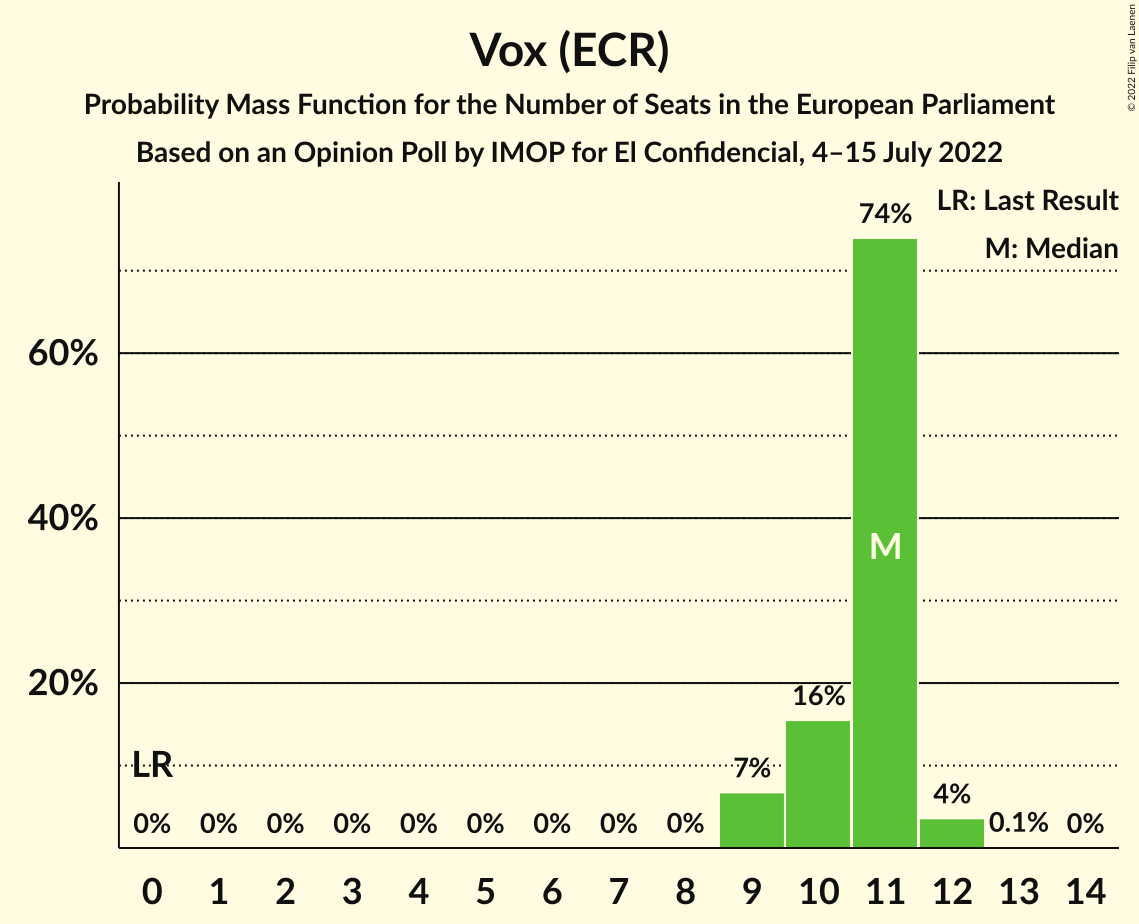 Vox (ECR)
Probability Mass Function for the Number of Seats in the European Parliament
Based on an Opinion Poll by IMOP for El Confidencial, 4–15 July 2022
© 2022 Filip van Laenen
LR: Last Result
M: Median
74%
60%
40%
M
20%
16%
LR
7%
4%
0% 0% 0% 0% 0% 0% 0% 0% 0% 0.1% 0%
0 1 2 3 4 5 6 7 8 9 10 11 12 13 14